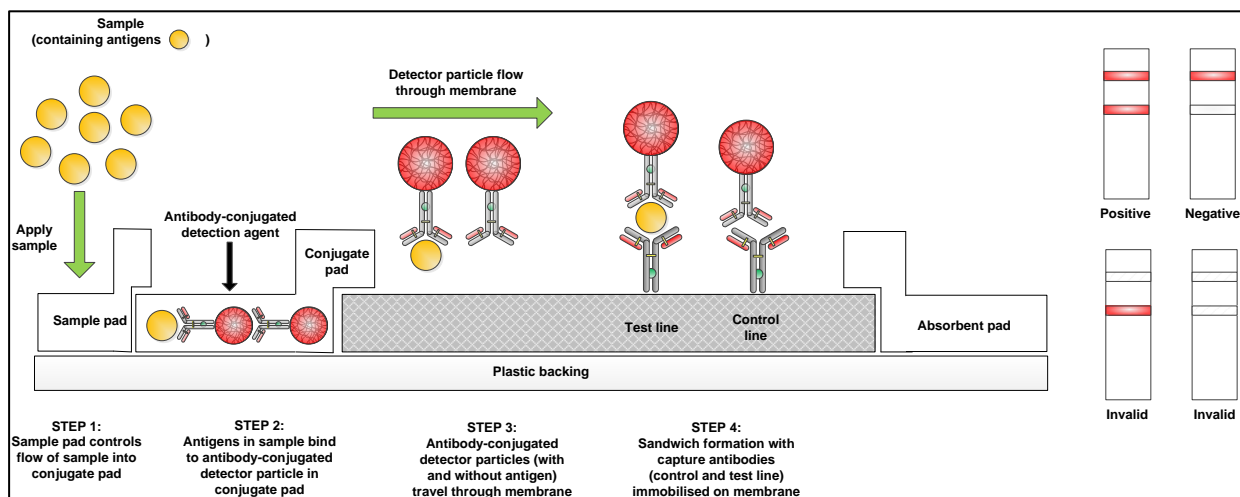 Sample
(containing antigens )
Detector particle flow
through membrane
Apply
sample
Antibody-conjugated
detection agent
Conjugate
pad
Sample pad
Test line
Control
line
Absorbent pad
Plastic backing
Positive
Negative
Invalid
Invalid
STEP 1:
Sample pad controls
flow of sample into
conjugate pad
STEP 2:
Antigens in sample bind
to antibody-conjugated
detector particle in
conjugate pad
STEP 3:
Antibody-conjugated
detector particles (with
and without antigen)
travel through membrane
STEP 4:
Sandwich formation with
capture antibodies
(control and test line)
immobilised on membrane